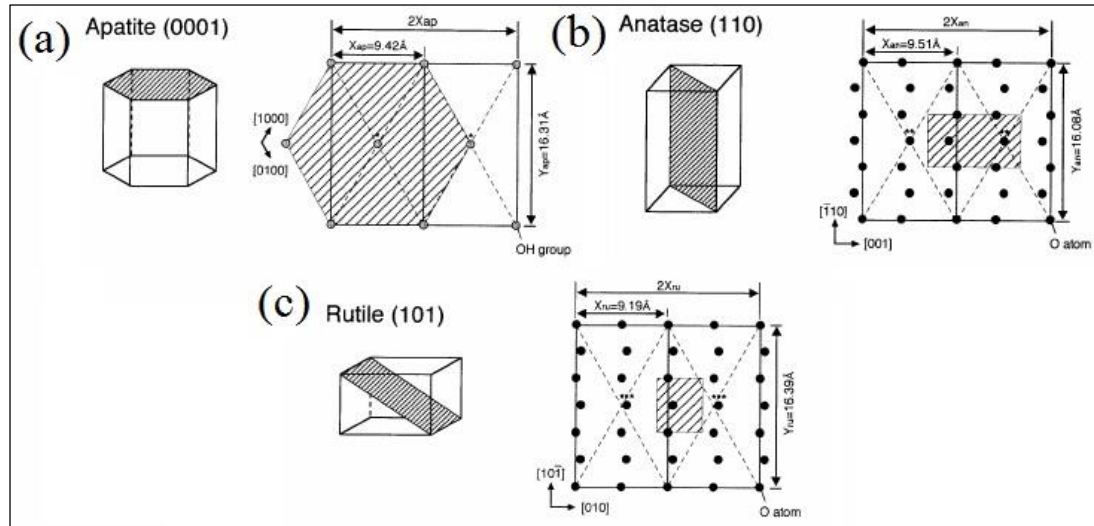 (a) Apatite (0001)
2Xap
Xap=9.42Å
[1000]
[0100]
*
Yap=16.31Å
OH group
(b) Anatase (110)
2Xan
Xan=9.51Å
**
**
Yan=16.06Å
[1̄10]
[001]
O atom
(c) Rutile (101)
2Xru
Xru=9.19Å
***
***
Yru=16.39Å
[101̄]
[010]
O atom